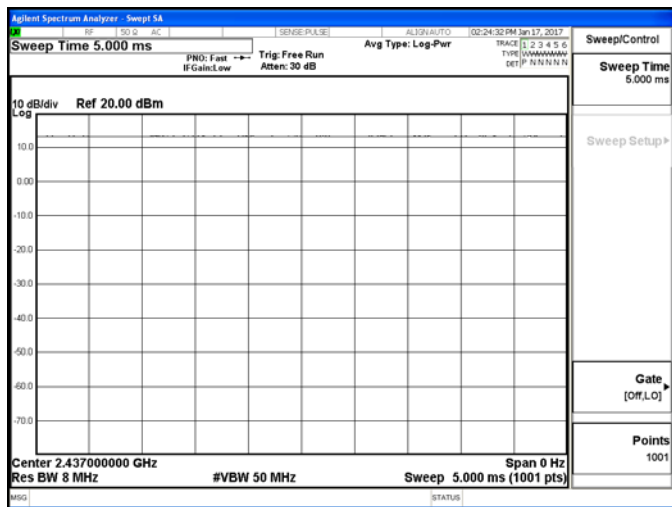 Agilent Spectrum Analyzer - Swept SA
RF 50 Ω AC SENSE:PULSE ALIGNAUTO 02:24:32 PM Jan 17, 2017
Sweep Time 5.000 ms
PNO: Fast Trig: Free Run Avg Type: Log-Pwr TRACE 1 2 3 4 5 6
IFGain:Low Atten: 30 dB TYPE
DET P N N N N N
Sweep/Control
Sweep Time
5.000 ms
Sweep Setup
Gate
[Off,LO]
Points
1001
10 dB/div Ref 20.00 dBm
Log
10.0
0.00
-10.0
-20.0
-30.0
-40.0
-50.0
-60.0
-70.0
Center 2.437000000 GHz Span 0 Hz
Res BW 8 MHz #VBW 50 MHz Sweep 5.000 ms (1001 pts)
MSG STATUS